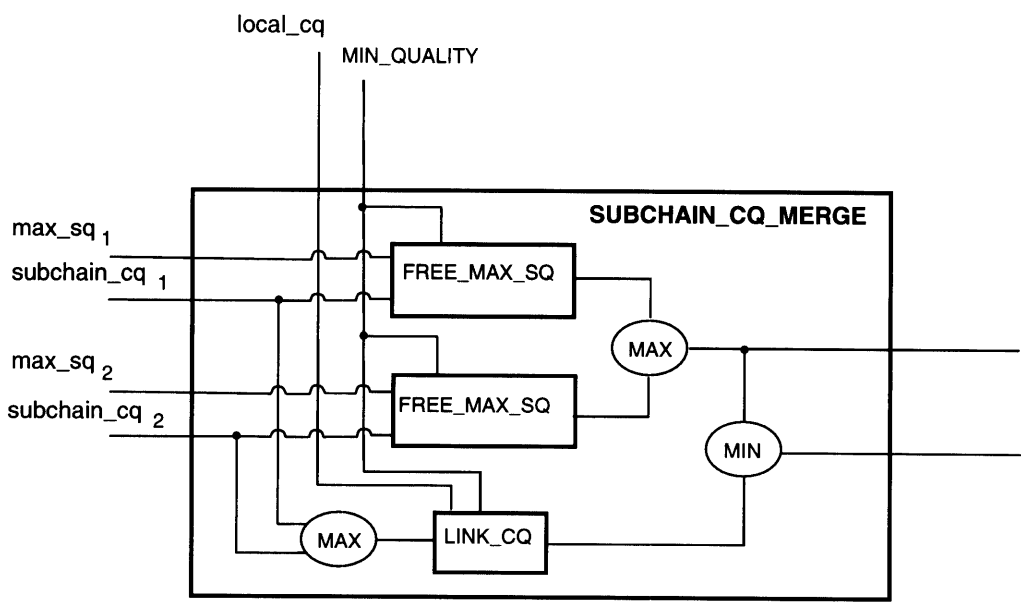 local_cq
MIN_QUALITY
SUBCHAIN_CQ_MERGE
max_sq 1
FREE_MAX_SQ
subchain_cq 1
MAX
max_sq 2
FREE_MAX_SQ
subchain_cq 2
MIN
MAX
LINK_CQ